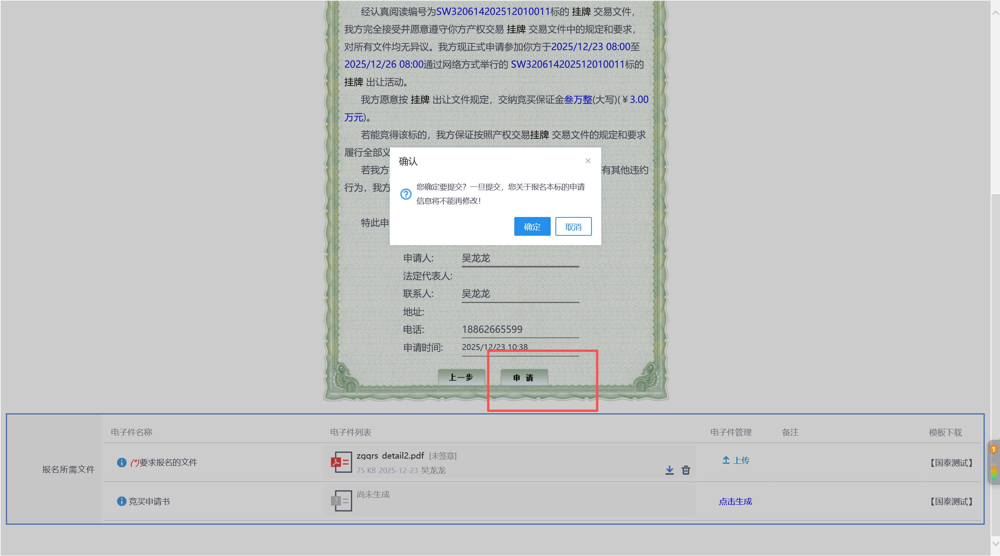 经认真阅读编号为SW320614202512010011标的 挂牌 交易文件，
我方完全接受并愿意遵守你方产权交易 挂牌 交易文件中的规定和要求，
对所有文件均无异议。我方现正式申请参加你方于2025/12/23 08:00至
2025/12/26 08:00通过网络方式举行的 SW320614202512010011标的
挂牌 出让活动。
我方愿意按 挂牌 出让文件规定，交纳竞买保证金叁万整(大写)(￥3.00
万元)。
若能竞得该标的，我方保证按照产权交易挂牌 交易文件的规定和要求
履行全部义
若我方 有其他违约
行为，我方
特此申
确认
×
您确定要提交？一旦提交，您关于报名本标的申请
信息将不能再修改！
确定 取消
申请人: 吴龙龙
法定代表人:
联系人: 吴龙龙
地址:
电话: 18862665599
申请时间: 2025/12/23 10:38
上一步 申 请
电子件名称 电子件列表 电子件管理 备注 模板下载
报名所需文件
(*)要求报名的文件 zgqrs_detail2.pdf [未签章] 上传 【国泰测试】
75 KB 2025-12-23 吴龙龙
竞买申请书 尚未生成 点击生成 【国泰测试】
1